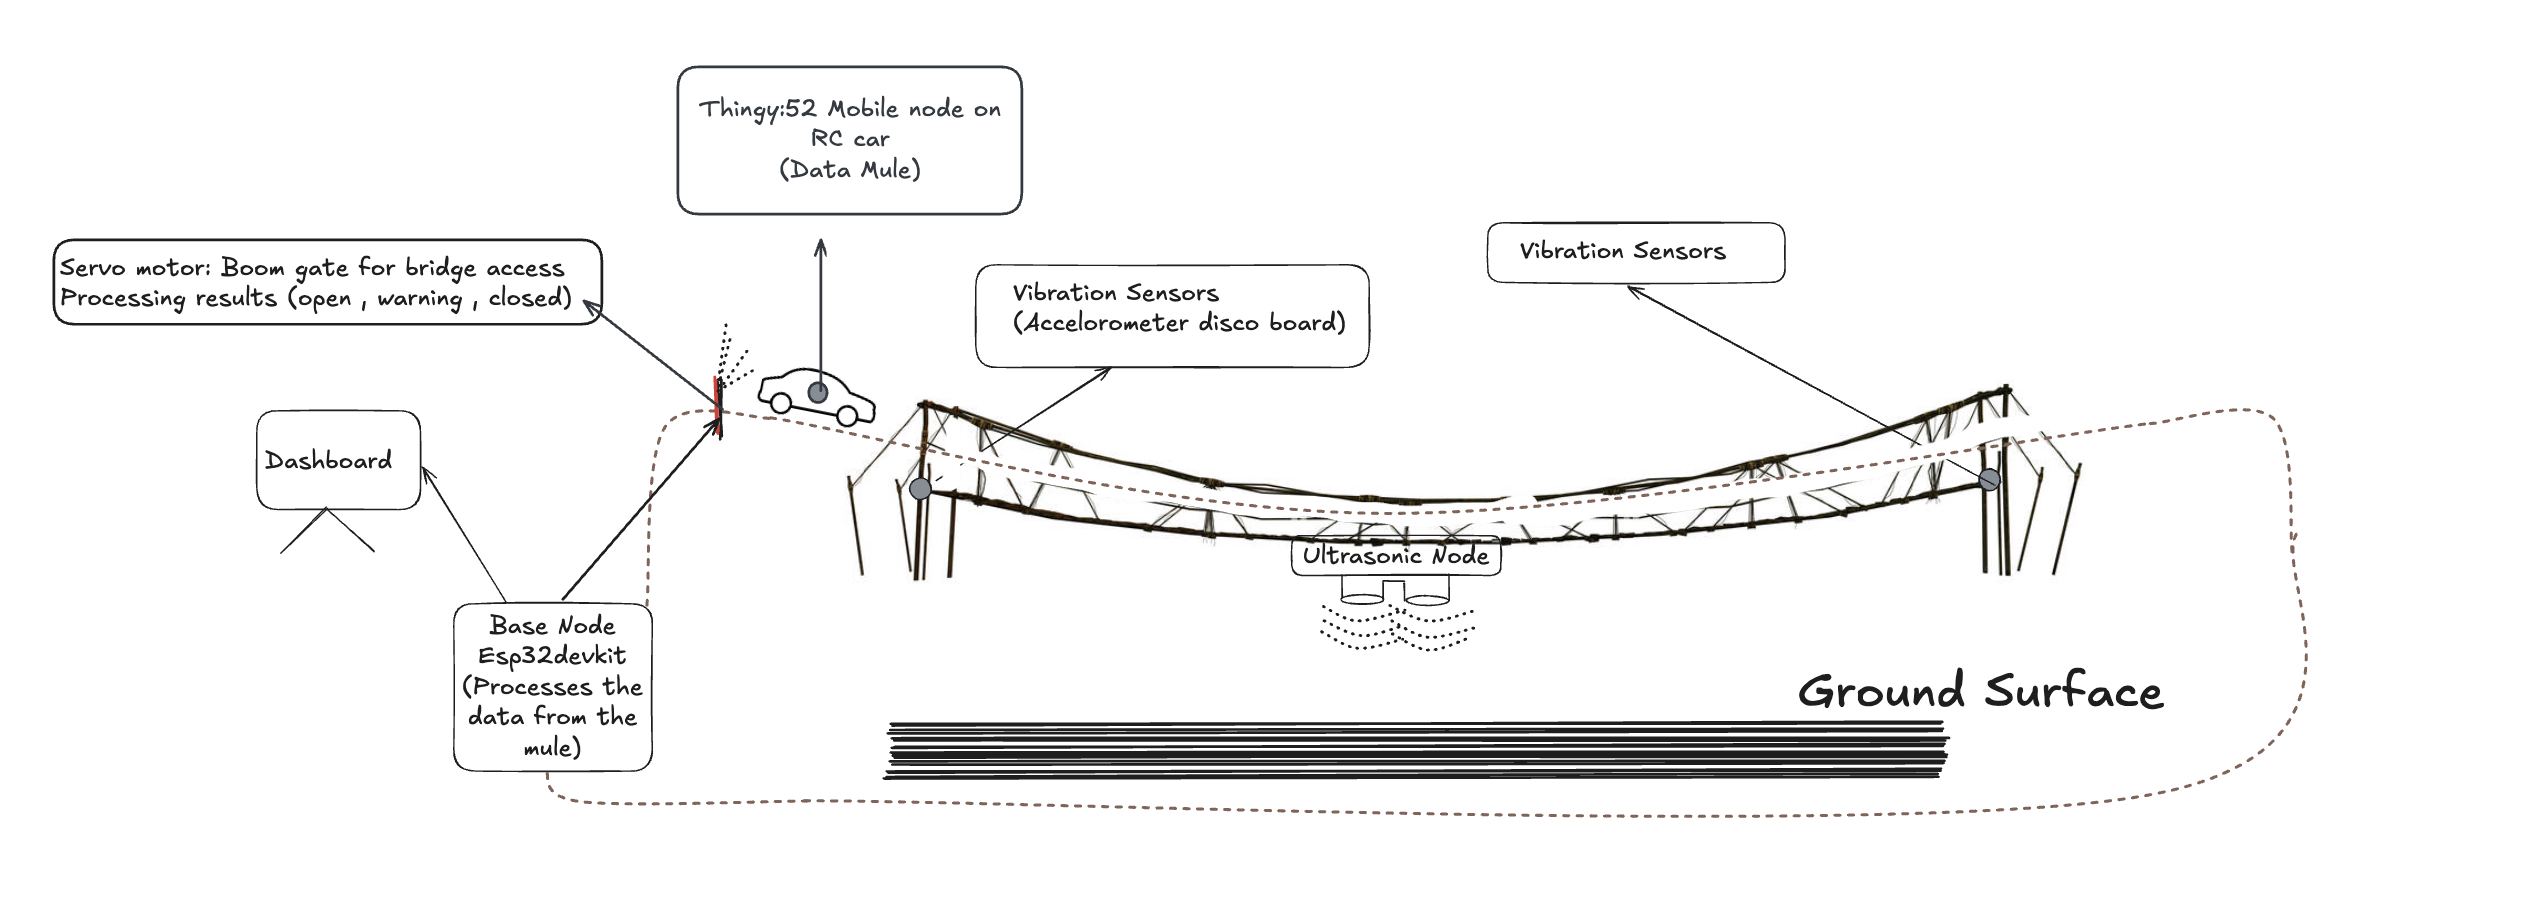 Thingy:52 Mobile node on
RC car
(Data Mule)
Servo motor: Boom gate for bridge access
Processing results (open , warning , closed)
Vibration Sensors
(Accelorometer disco board)
Vibration Sensors
Dashboard
Ultrasonic Node
Base Node
Esp32devkit
(Processes the
data from the
mule)
Ground Surface